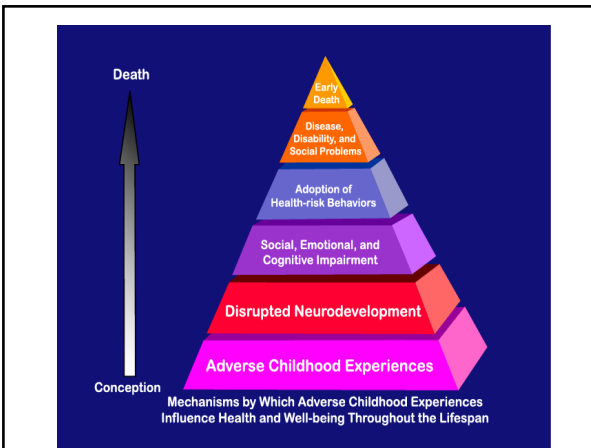 Death
Early
Death
Disease,
Disability, and
Social Problems
Adoption of
Health-risk Behaviors
Social, Emotional, and
Cognitive Impairment
Disrupted Neurodevelopment
Adverse Childhood Experiences
Conception
Mechanisms by Which Adverse Childhood Experiences
Influence Health and Well-being Throughout the Lifespan